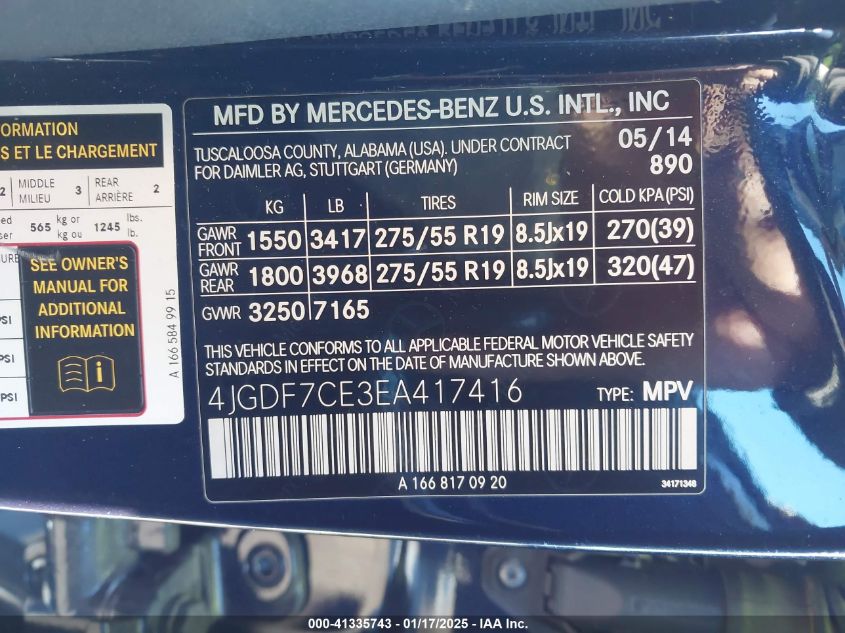 MFD BY MERCEDES-BENZ U.S. INTL., INC
TUSCALOOSA COUNTY, ALABAMA (USA). UNDER CONTRACT
FOR DAIMLER AG, STUTTGART (GERMANY)
05/14
890
KG LB TIRES RIM SIZE COLD KPA (PSI)
GAWR FRONT 1550 3417 275/55 R19 8.5Jx19 270(39)
GAWR REAR 1800 3968 275/55 R19 8.5Jx19 320(47)
GVWR 3250 7165
THIS VEHICLE CONFORMS TO ALL APPLICABLE FEDERAL MOTOR VEHICLE SAFETY
STANDARDS IN EFFECT ON THE DATE OF MANUFACTURE SHOWN ABOVE.
4JGDF7CE3EA417416 TYPE: MPV
A 166 817 09 20
34171348
ORMATION
S ET LE CHARGEMENT
2 MIDDLE MILIEU 3 REAR ARRIÈRE 2
565 kg or kg ou 1245 lbs. lb.
SEE OWNER'S
MANUAL FOR
ADDITIONAL
INFORMATION
PSI
PSI
PSI
A 166 584 99 15
000-41335743 - 01/17/2025 - IAA Inc.